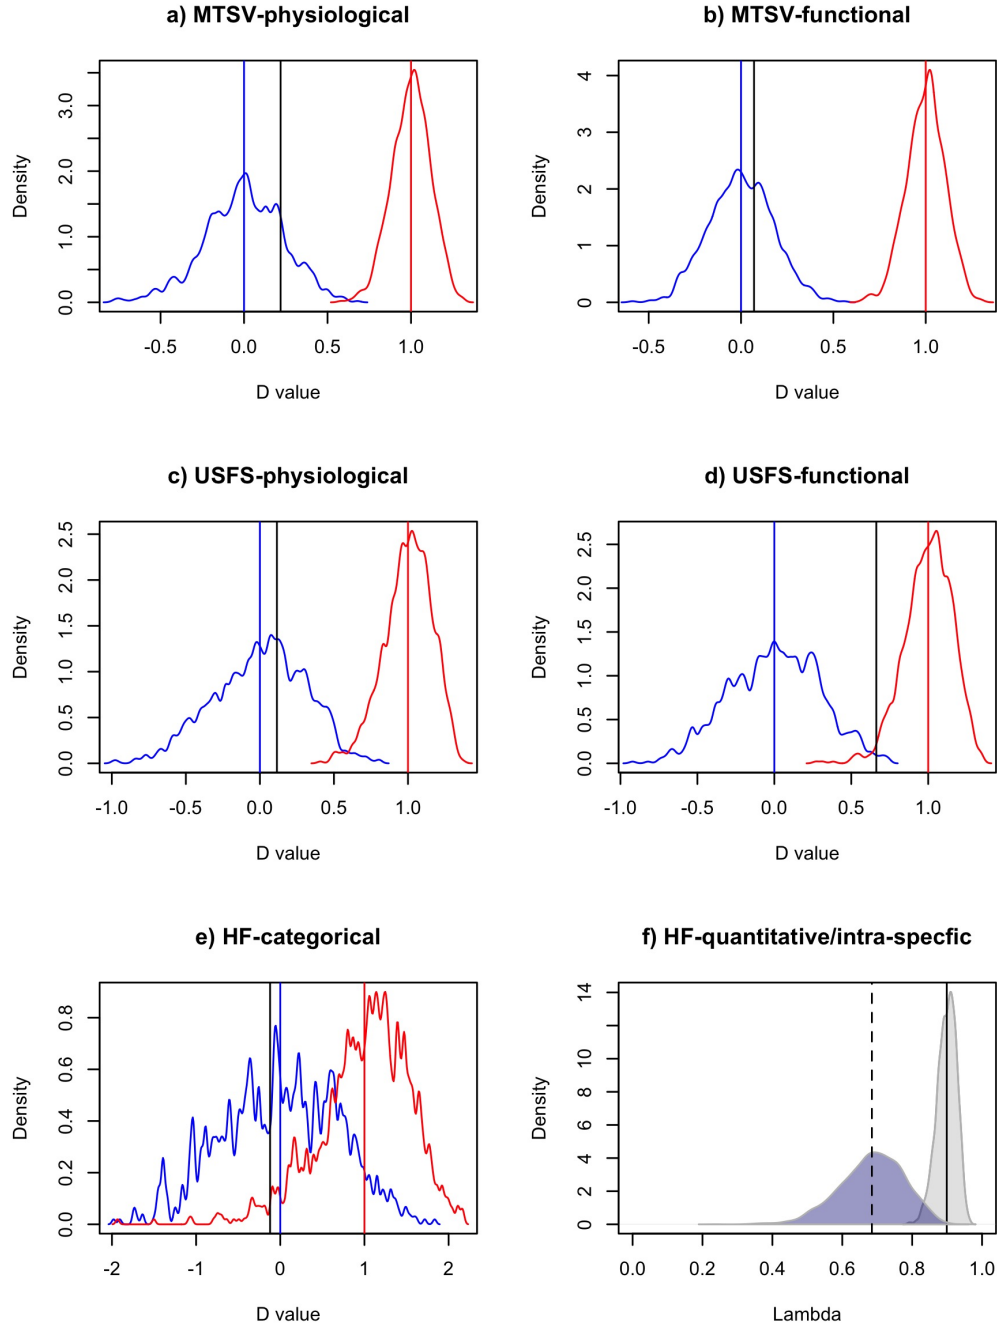 a) MTSV-physiological
b) MTSV-functional
Density
0.0 1.0 2.0 3.0
-0.5 0.0 0.5 1.0
D value
Density
0 1 2 3 4
-0.5 0.0 0.5 1.0
D value
c) USFS-physiological
d) USFS-functional
Density
0.0 0.5 1.0 1.5 2.0 2.5
-1.0 -0.5 0.0 0.5 1.0
D value
Density
0.0 0.5 1.0 1.5 2.0 2.5
-1.0 -0.5 0.0 0.5 1.0
D value
e) HF-categorical
f) HF-quantitative/intra-specfic
Density
0.0 0.2 0.4 0.6 0.8
-2 -1 0 1 2
D value
Density
0 2 4 6 8 10 14
0.0 0.2 0.4 0.6 0.8 1.0
Lambda